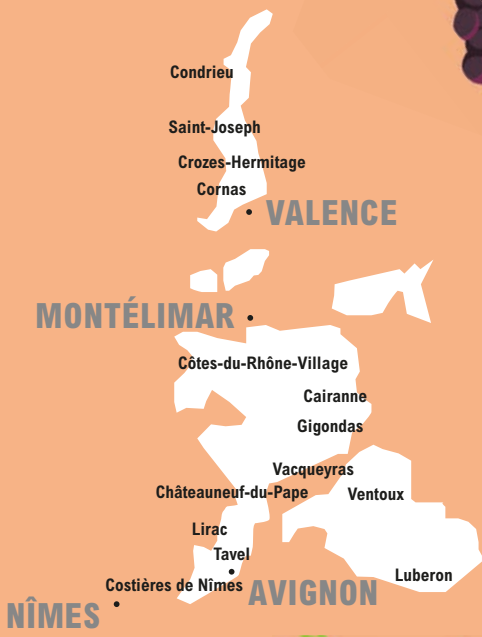 Condrieu
Saint-Joseph
Crozes-Hermitage
Cornas
VALENCE
MONTÉLIMAR
Côtes-du-Rhône-Village
Cairanne
Gigondas
Vacqueyras
Châteauneuf-du-Pape
Ventoux
Lirac
Tavel
Luberon
Costières de Nîmes
AVIGNON
NÎMES